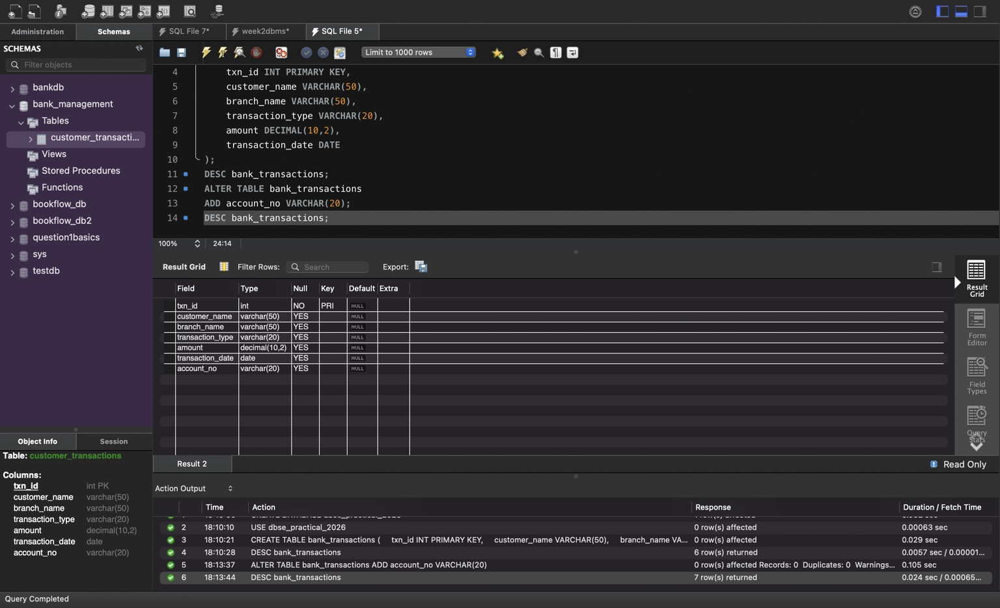 Administration
Schemas
SQL File 7*
week2dbms*
SQL File 5*
SCHEMAS
Filter objects
bankdb
bank_management
Tables
customer_transacti...
Views
Stored Procedures
Functions
bookflow_db
bookflow_db2
question1basics
sys
testdb
Limit to 1000 rows
4 txn_id INT PRIMARY KEY,
5 customer_name VARCHAR(50),
6 branch_name VARCHAR(50),
7 transaction_type VARCHAR(20),
8 amount DECIMAL(10,2),
9 transaction_date DATE
10 );
11 DESC bank_transactions;
12 ALTER TABLE bank_transactions
13 ADD account_no VARCHAR(20);
14 DESC bank_transactions;
100% 24:14
Result Grid Filter Rows: Search Export:
Field Type Null Key Default Extra
txn_id int NO PRI NULL
customer_name varchar(50) YES NULL
branch_name varchar(50) YES NULL
transaction_type varchar(20) YES NULL
amount decimal(10,2) YES NULL
transaction_date date YES NULL
account_no varchar(20) YES NULL
Result
Grid
Form
Editor
Field
Types
Query
Stats
Result 2
Read Only
Object Info
Session
Table: customer_transactions
Columns:
txn_id int PK
customer_name varchar(50)
branch_name varchar(50)
transaction_type varchar(20)
amount decimal(10,2)
transaction_date date
account_no varchar(20)
Action Output
Time Action Response Duration / Fetch Time
2 18:10:10 USE dbse_practical_2026 0 row(s) affected 0.00063 sec
3 18:10:21 CREATE TABLE bank_transactions ( txn_id INT PRIMARY KEY, customer_name VARCHAR(50), branch_name VA... 0 row(s) affected 0.029 sec
4 18:10:28 DESC bank_transactions 6 row(s) returned 0.0057 sec / 0.00001...
5 18:13:37 ALTER TABLE bank_transactions ADD account_no VARCHAR(20) 0 row(s) affected Records: 0 Duplicates: 0 Warnings... 0.105 sec
6 18:13:44 DESC bank_transactions 7 row(s) returned 0.024 sec / 0.00065...
Query Completed